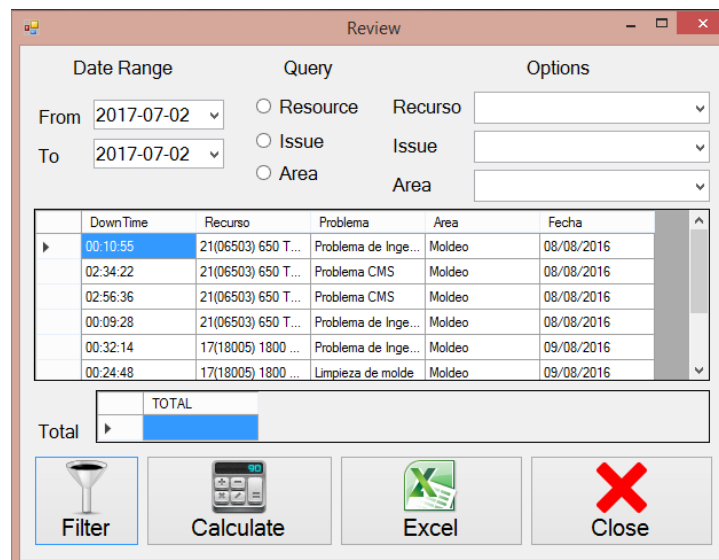 Review
Date Range Query Options
From 2017-07-02 Resource Recurso
To 2017-07-02 Issue Issue
Area Area
DownTime Recurso Problema Area Fecha
00:10:55 21(06503) 650 T... Problema de Inge... Moldeo 08/08/2016
02:34:22 21(06503) 650 T... Problema CMS Moldeo 08/08/2016
02:56:36 21(06503) 650 T... Problema CMS Moldeo 08/08/2016
00:09:28 21(06503) 650 T... Problema de Inge... Moldeo 08/08/2016
00:32:14 17(18005) 1800 ... Problema de Inge... Moldeo 09/08/2016
00:24:48 17(18005) 1800 ... Limpieza de molde Moldeo 09/08/2016
TOTAL
Total
90
Filter Calculate Excel Close